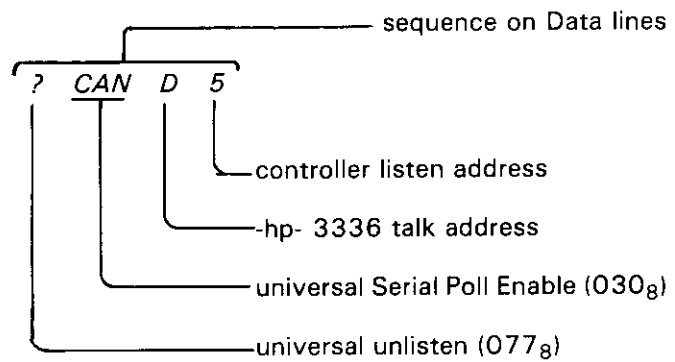 sequence on Data lines
? CAN D 5
controller listen address
-hp- 3336 talk address
universal Serial Poll Enable (030₈)
universal unlisten (077₈)